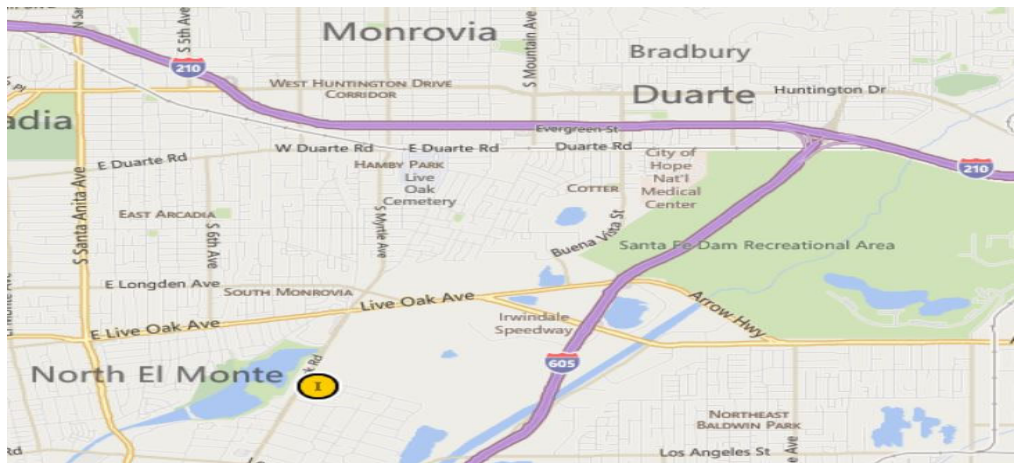 S 5th Ave
Monrovia
S Mountain Ave
Bradbury
210
WEST HUNTINGTON DRIVE
CORRIDOR
Duarte
Huntington Dr
adia
Evergreen St
E Duarte Rd
W Duarte Rd
E Duarte Rd
Duarte Rd
HAMBY PARK
Live
Oak
Cemetery
City of
Hope
Nat'l
Medical
Center
210
COTTER
S Santa Anita Ave
EAST ARCADIA
S 6th Ave
S Myrtle Ave
Buena Vista St
Santa Fe Dam Recreational Area
E Longden Ave
SOUTH MONROVIA
Live Oak Ave
Arrow Hwy
E Live Oak Ave
Irwindale
Speedway
605
North El Monte
Rd
I
NORTHEAST
BALDWIN PARK
Los Angeles St